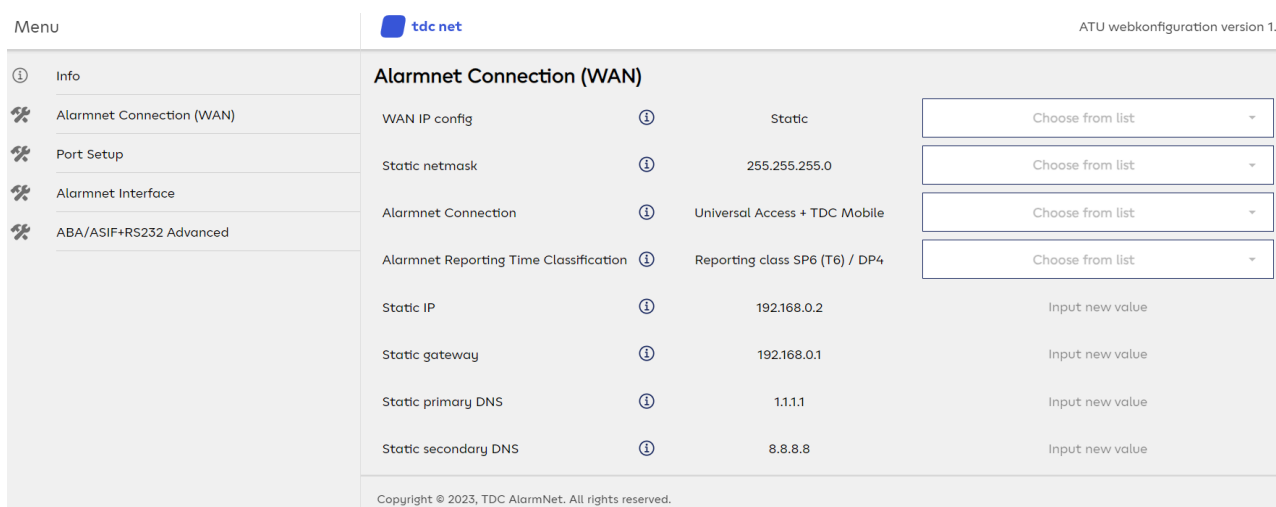 Menu
tdc net
ATU webkonfiguration version 1.
Info
Alarmnet Connection (WAN)
Port Setup
Alarmnet Interface
ABA/ASIF+RS232 Advanced
Alarmnet Connection (WAN)
WAN IP config Static Choose from list
Static netmask 255.255.255.0 Choose from list
Alarmnet Connection Universal Access + TDC Mobile Choose from list
Alarmnet Reporting Time Classification Reporting class SP6 (T6) / DP4 Choose from list
Static IP 192.168.0.2 Input new value
Static gateway 192.168.0.1 Input new value
Static primary DNS 1.1.1.1 Input new value
Static secondary DNS 8.8.8.8 Input new value
Copyright © 2023, TDC AlarmNet. All rights reserved.